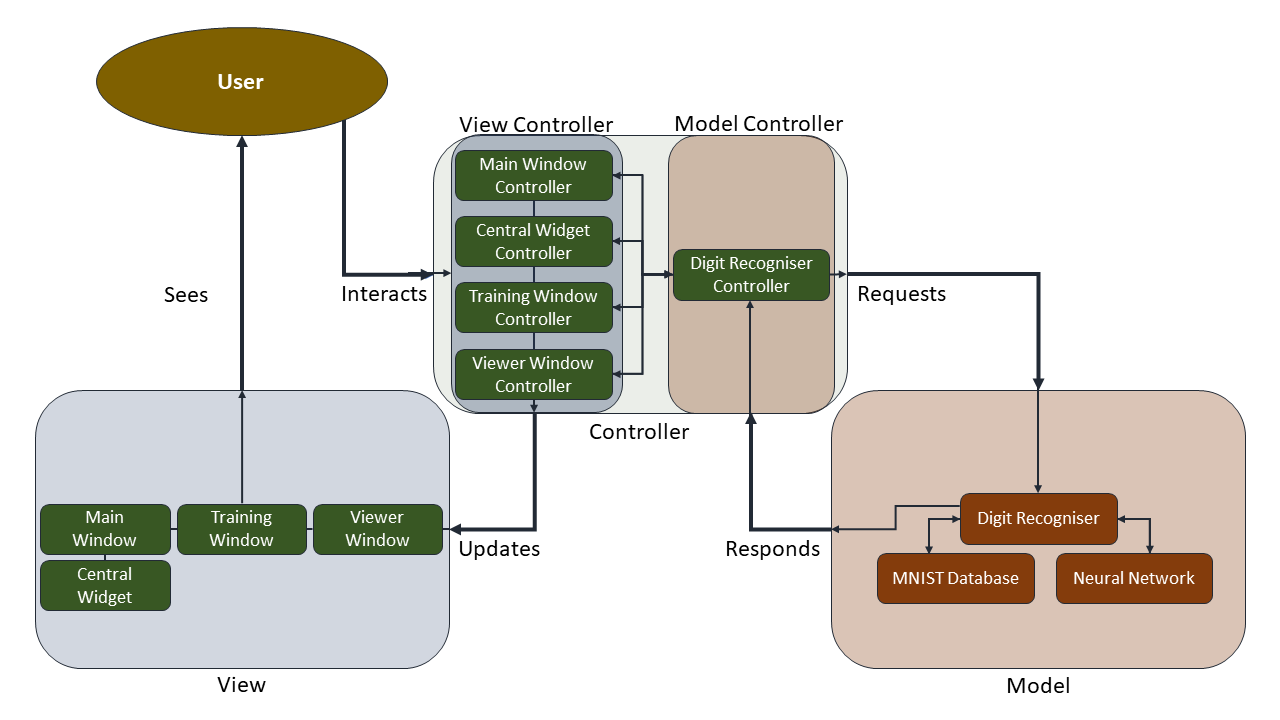 User
View Controller
Model Controller
Main Window
Controller
Central Widget
Controller
Training Window
Controller
Viewer Window
Controller
Digit Recogniser
Controller
Sees
Interacts
Requests
Controller
Main
Window
Training
Window
Viewer
Window
Central
Widget
Updates
Responds
Digit Recogniser
MNIST Database
Neural Network
View
Model